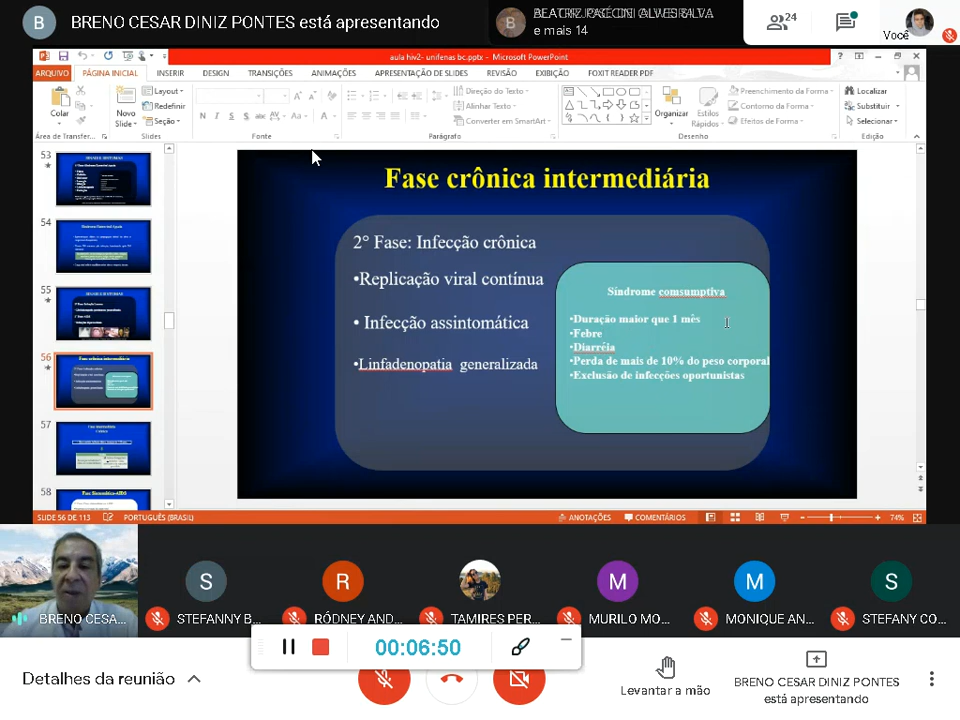 B BRENO CESAR DINIZ PONTES está apresentando
B
e mais 14
24
Você
aula hiv2- unifenas bc.pptx - Microsoft PowerPoint
ARQUIVO PÁGINA INICIAL INSERIR DESIGN TRANSIÇÕES ANIMAÇÕES APRESENTAÇÃO DE SLIDES REVISÃO EXIBIÇÃO FOXIT READER PDF
Colar
Novo Slide
Layout
Redefinir
Seção
N I S S abc AV Aa A
Direção do Texto
Alinhar Texto
Converter em SmartArt
Organizar
Estilos Rápidos
Preenchimento da Forma
Contorno da Forma
Efeitos de Forma
Localizar
Substituir
Selecionar
Área de Transfer... Slides Fonte Parágrafo Desenho Edição
53
54
55
56
57
58
Fase crônica intermediária
2° Fase: Infecção crônica
•Replicação viral contínua
• Infecção assintomática
•Linfadenopatia generalizada
Síndrome comsumptiva
•Duração maior que 1 mês
•Febre
•Diarréia
•Perda de mais de 10% do peso corporal
•Exclusão de infecções oportunistas
SLIDE 56 DE 113 PORTUGUÊS (BRASIL) ANOTAÇÕES COMENTÁRIOS 74%
S R M M S
BRENO CESA... STEFANNY B... RÓDNEY AND... TAMIRES PER... MURILO MO... MONIQUE AN... STEFANY CO...
00:06:50
Detalhes da reunião
Levantar a mão
BRENO CESAR DINIZ PONTES
está apresentando